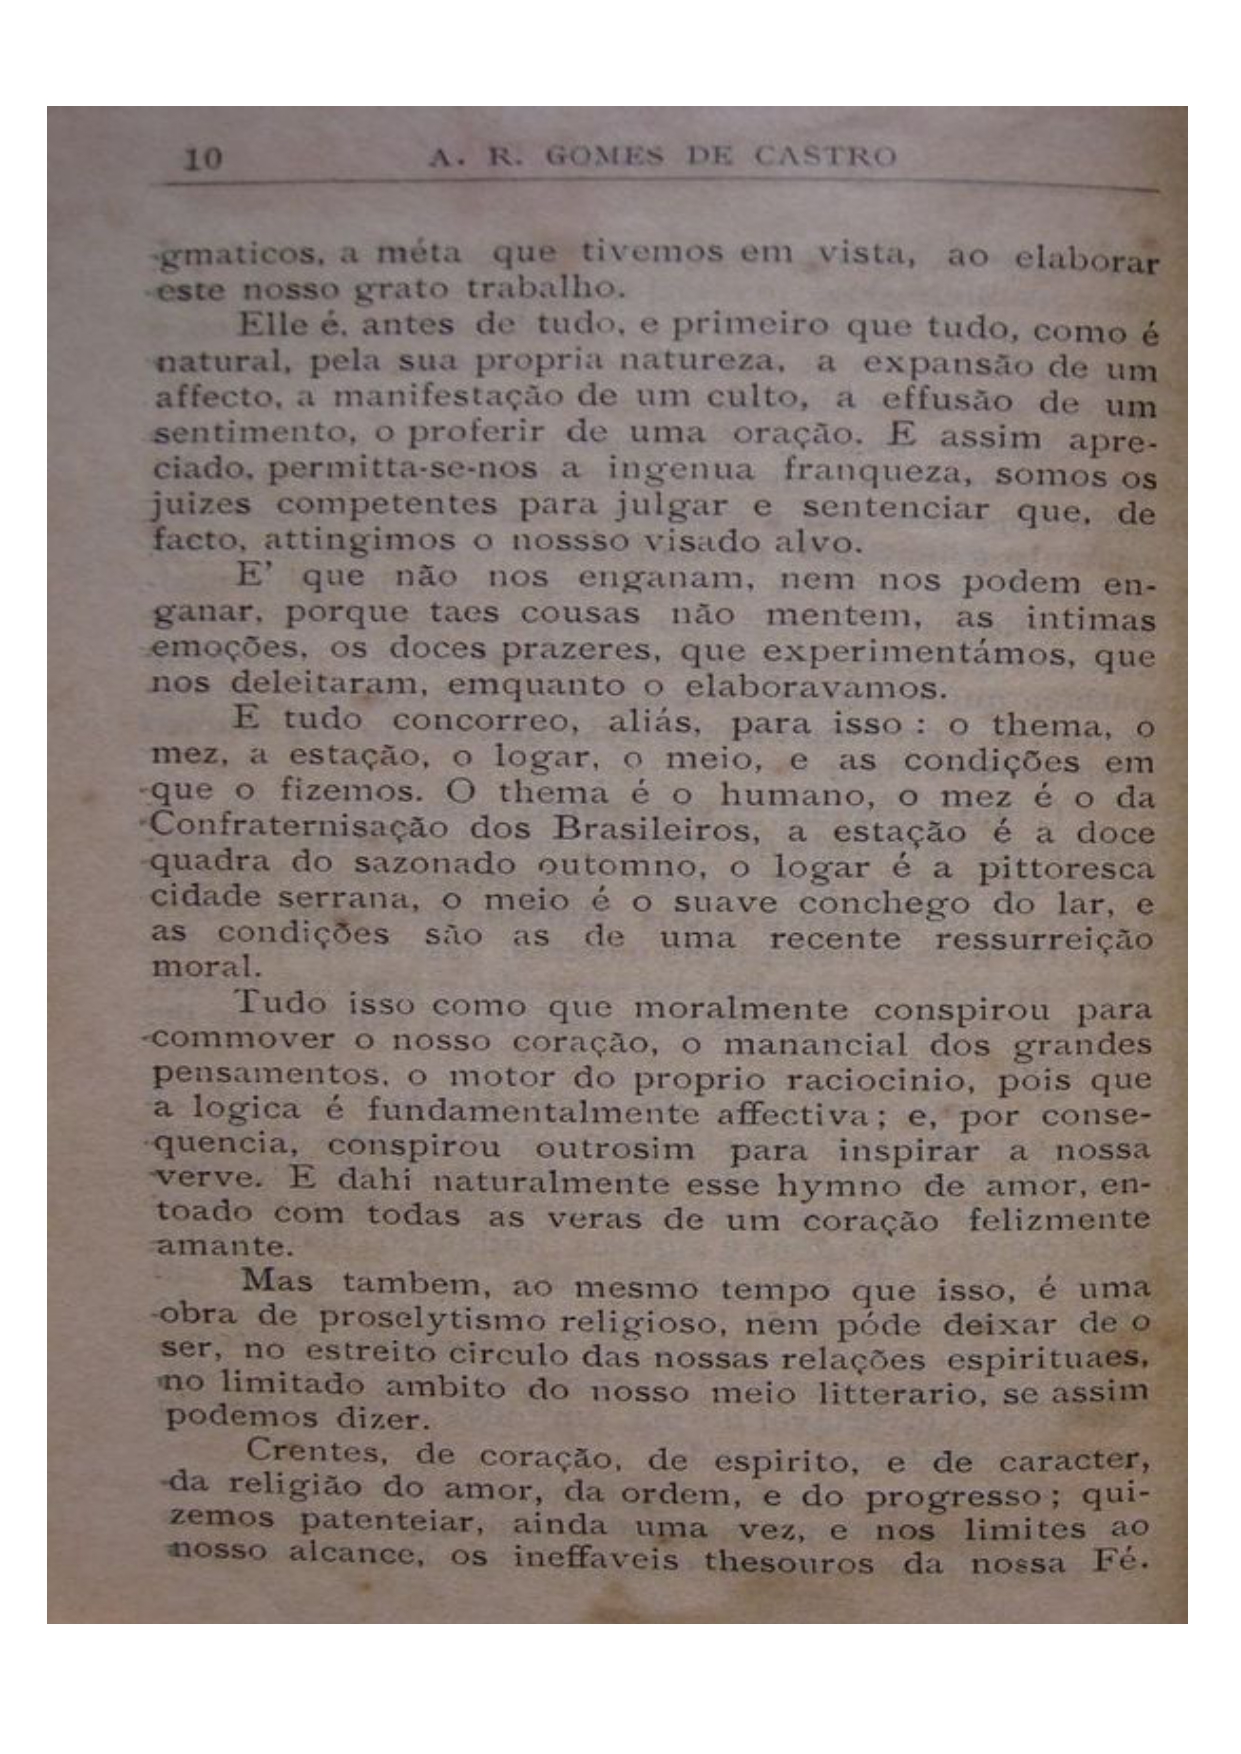 10 A. R. GOMES DE CASTRO
gmaticos, a méta que tivemos em vista, ao elaborar
este nosso grato trabalho.
Elle é, antes de tudo, e primeiro que tudo, como é
natural, pela sua propria natureza, a expansão de um
affecto, a manifestação de um culto, a effusão de um
sentimento, o proferir de uma oração. E assim apre-
ciado, permitta-se-nos a ingenua franqueza, somos os
juizes competentes para julgar e sentenciar que, de
facto, attingimos o nossso visado alvo.
E' que não nos enganam, nem nos podem en-
ganar, porque taes cousas não mentem, as intimas
emoções, os doces prazeres, que experimentámos, que
nos deleitaram, emquanto o elaboravamos.
E tudo concorreo, aliás, para isso : o thema, o
mez, a estação, o logar, o meio, e as condições em
que o fizemos. O thema é o humano, o mez é o da
Confraternisação dos Brasileiros, a estação é a doce
quadra do sazonado outomno, o logar é a pittoresca
cidade serrana, o meio é o suave conchego do lar, e
as condições são as de uma recente ressurreição
moral.
Tudo isso como que moralmente conspirou para
commover o nosso coração, o manancial dos grandes
pensamentos, o motor do proprio raciocinio, pois que
a logica é fundamentalmente affectiva ; e, por conse-
quencia, conspirou outrosim para inspirar a nossa
verve. E dahi naturalmente esse hymno de amor, en-
toado com todas as veras de um coração felizmente
amante.
Mas tambem, ao mesmo tempo que isso, é uma
obra de proselytismo religioso, nem póde deixar de o
ser, no estreito circulo das nossas relações espirituaes,
no limitado ambito do nosso meio litterario, se assim
podemos dizer.
Crentes, de coração, de espirito, e de caracter,
da religião do amor, da ordem, e do progresso ; qui-
zemos patenteiar, ainda uma vez, e nos limites ao
nosso alcance, os ineffaveis thesouros da nossa Fé.